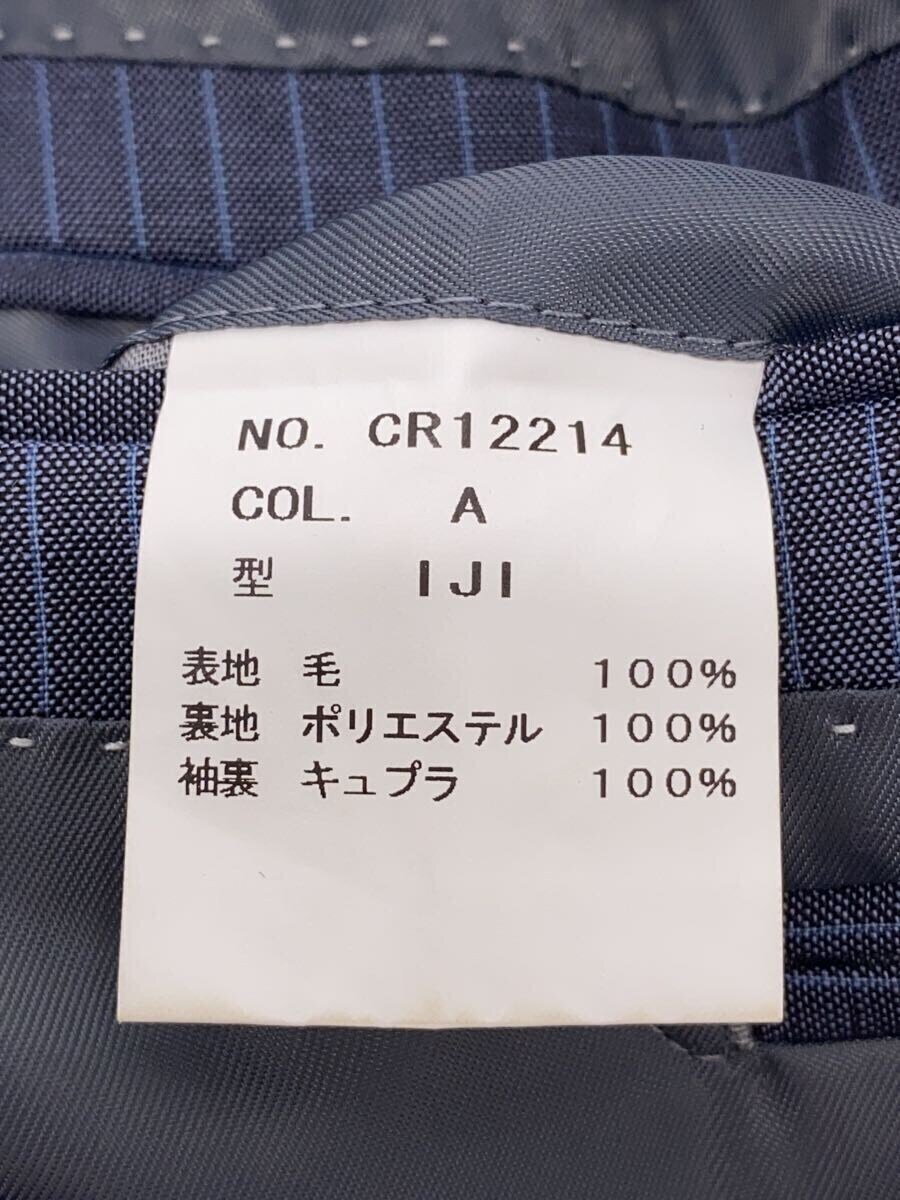 NO. CR12214
COL. A
型 IJI
表地 毛 100%
裏地 ポリエステル 100%
袖裏 キュプラ 100%